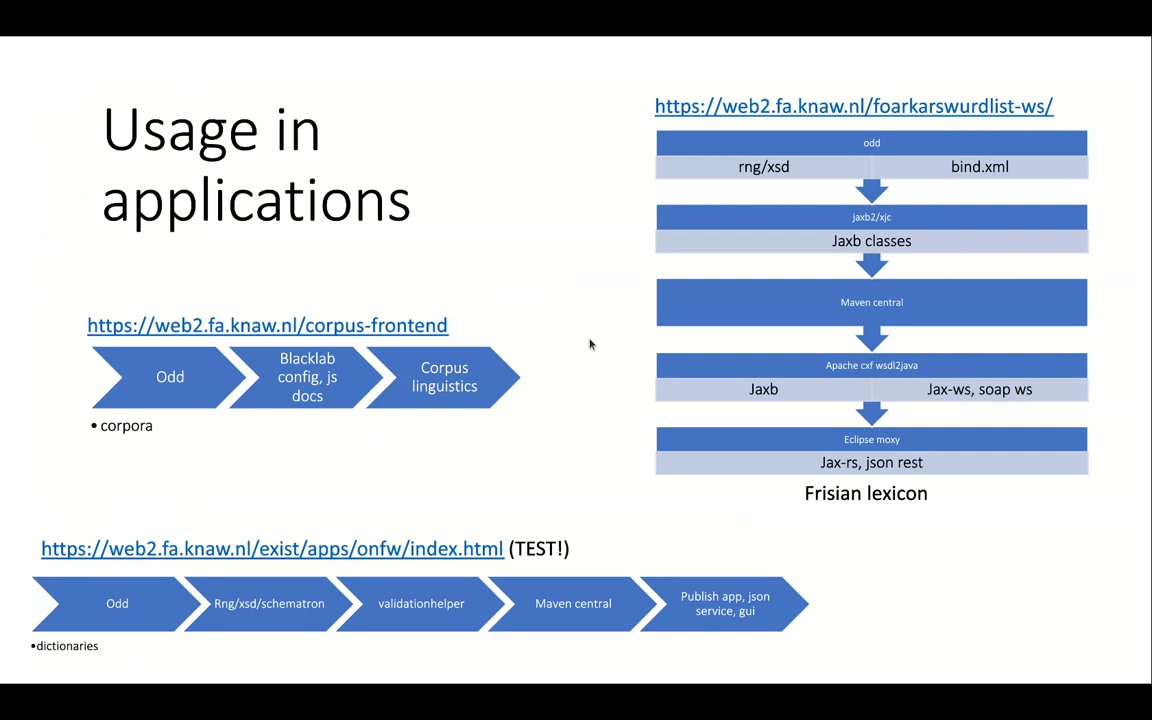 Usage in
applications
https://web2.fa.knaw.nl/corpus-frontend
Odd
Blacklab
config, js
docs
Corpus
linguistics
• corpora
https://web2.fa.knaw.nl/foarkarswurdlist-ws/
odd
rng/xsd
bind.xml
jaxb2/xjc
Jaxb classes
Maven central
Apache cxf wsdl2java
Jaxb
Jax-ws, soap ws
Eclipse moxy
Jax-rs, json rest
Frisian lexicon
https://web2.fa.knaw.nl/exist/apps/onfw/index.html (TEST!)
Odd
Rng/xsd/schematron
validationhelper
Maven central
Publish app, json
service, gui
•dictionaries